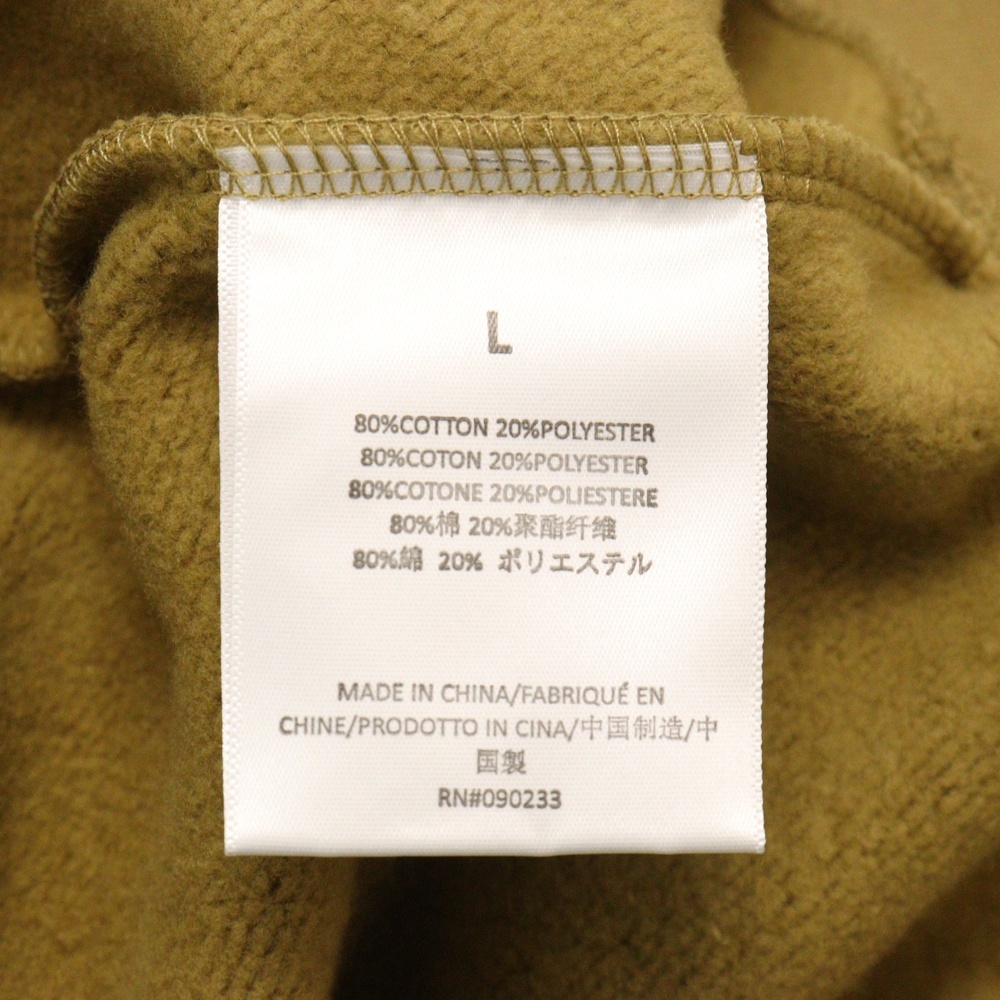 L
80%COTTON 20%POLYESTER
80%COTON 20%POLYESTER
80%COTONE 20%POLIESTERE
80%棉 20%聚酯纤维
80%綿 20% ポリエステル
MADE IN CHINA/FABRIQUÉ EN
CHINE/PRODOTTO IN CINA/中国制造/中
国製
RN#090233